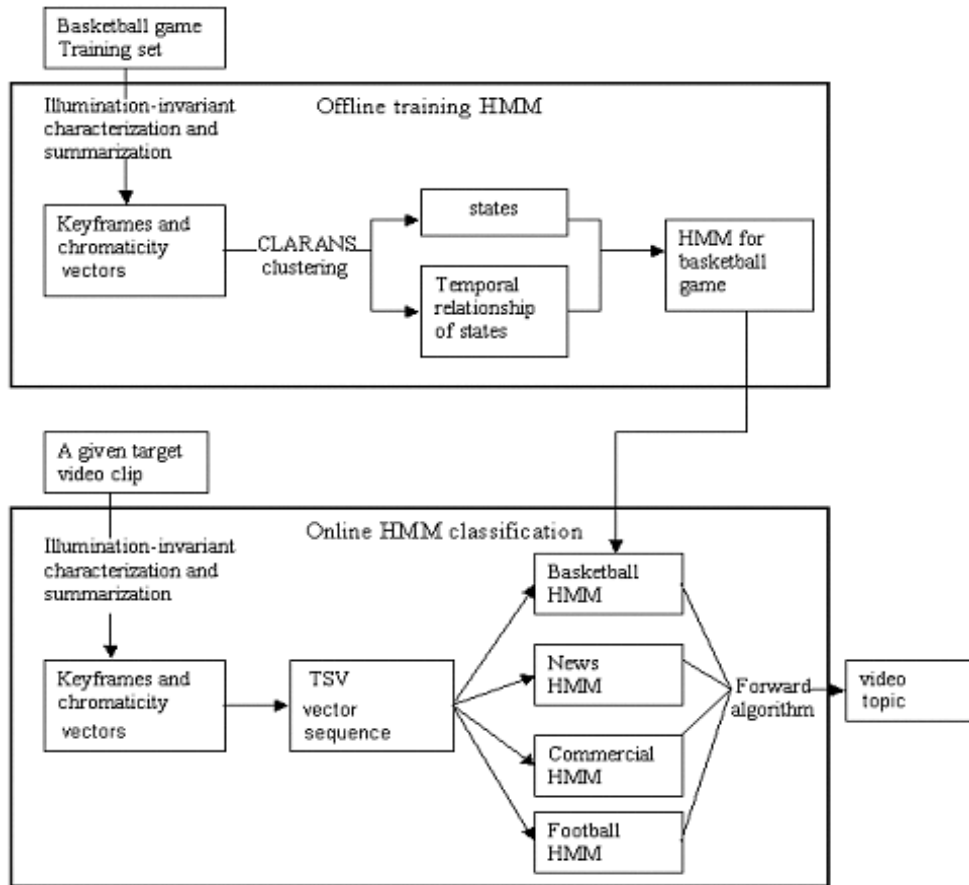 Basketball game
Training set
Offline training HMM
Illumination-invariant
characterization and
summarization
Keyframes and
chromaticity
vectors
CLARANS
clustering
states
Temporal
relationship
of states
HMM for
basketball
game
A given target
video clip
Online HMM classification
Illumination-invariant
characterization and
summarization
Keyframes and
chromaticity
vectors
TSV
vector
sequence
Basketball
HMM
News
HMM
Commercial
HMM
Football
HMM
Forward
algorithm
video
topic